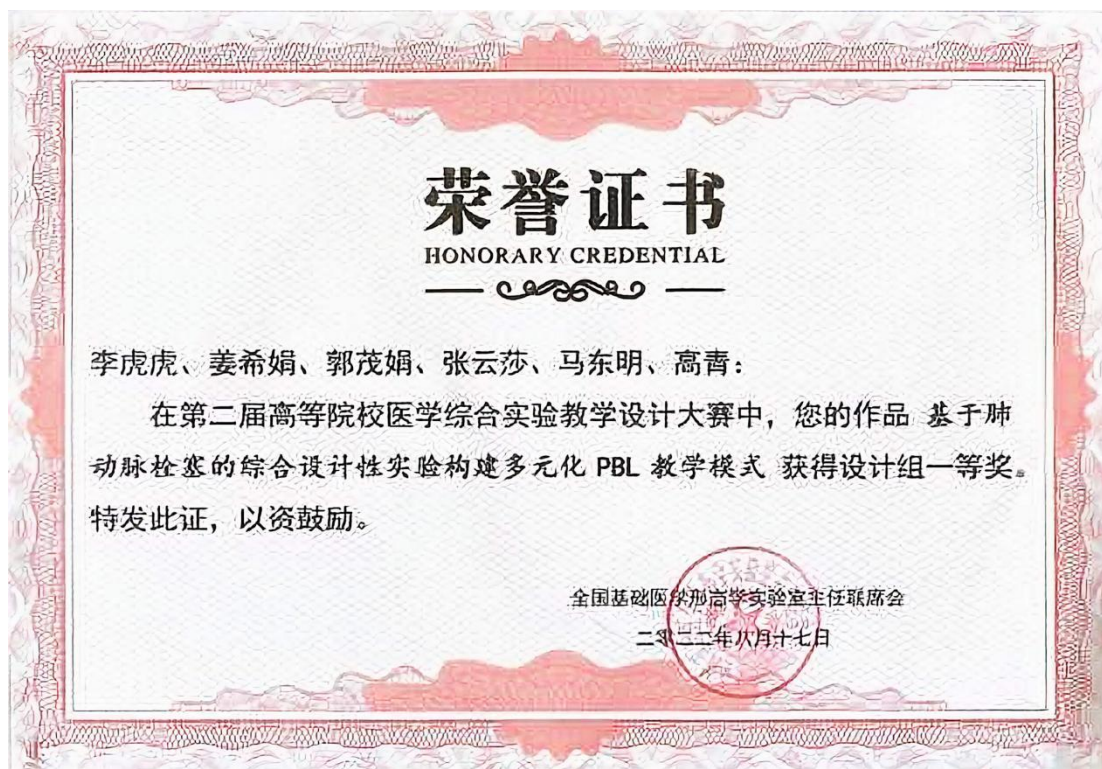 荣誉证书
HONORARY CREDENTIAL
李虎虎、姜希娟、郭茂娟、张云莎、马东明、高青：
在第二届高等院校医学综合实验教学设计大赛中，您的作品 基于肺
动脉栓塞的综合设计性实验构建多元化 PBL 教学模式 获得设计组一等奖。
特发此证，以资鼓励。
全国基础医学形态学实验室主任联席会
二零二二年八月十七日